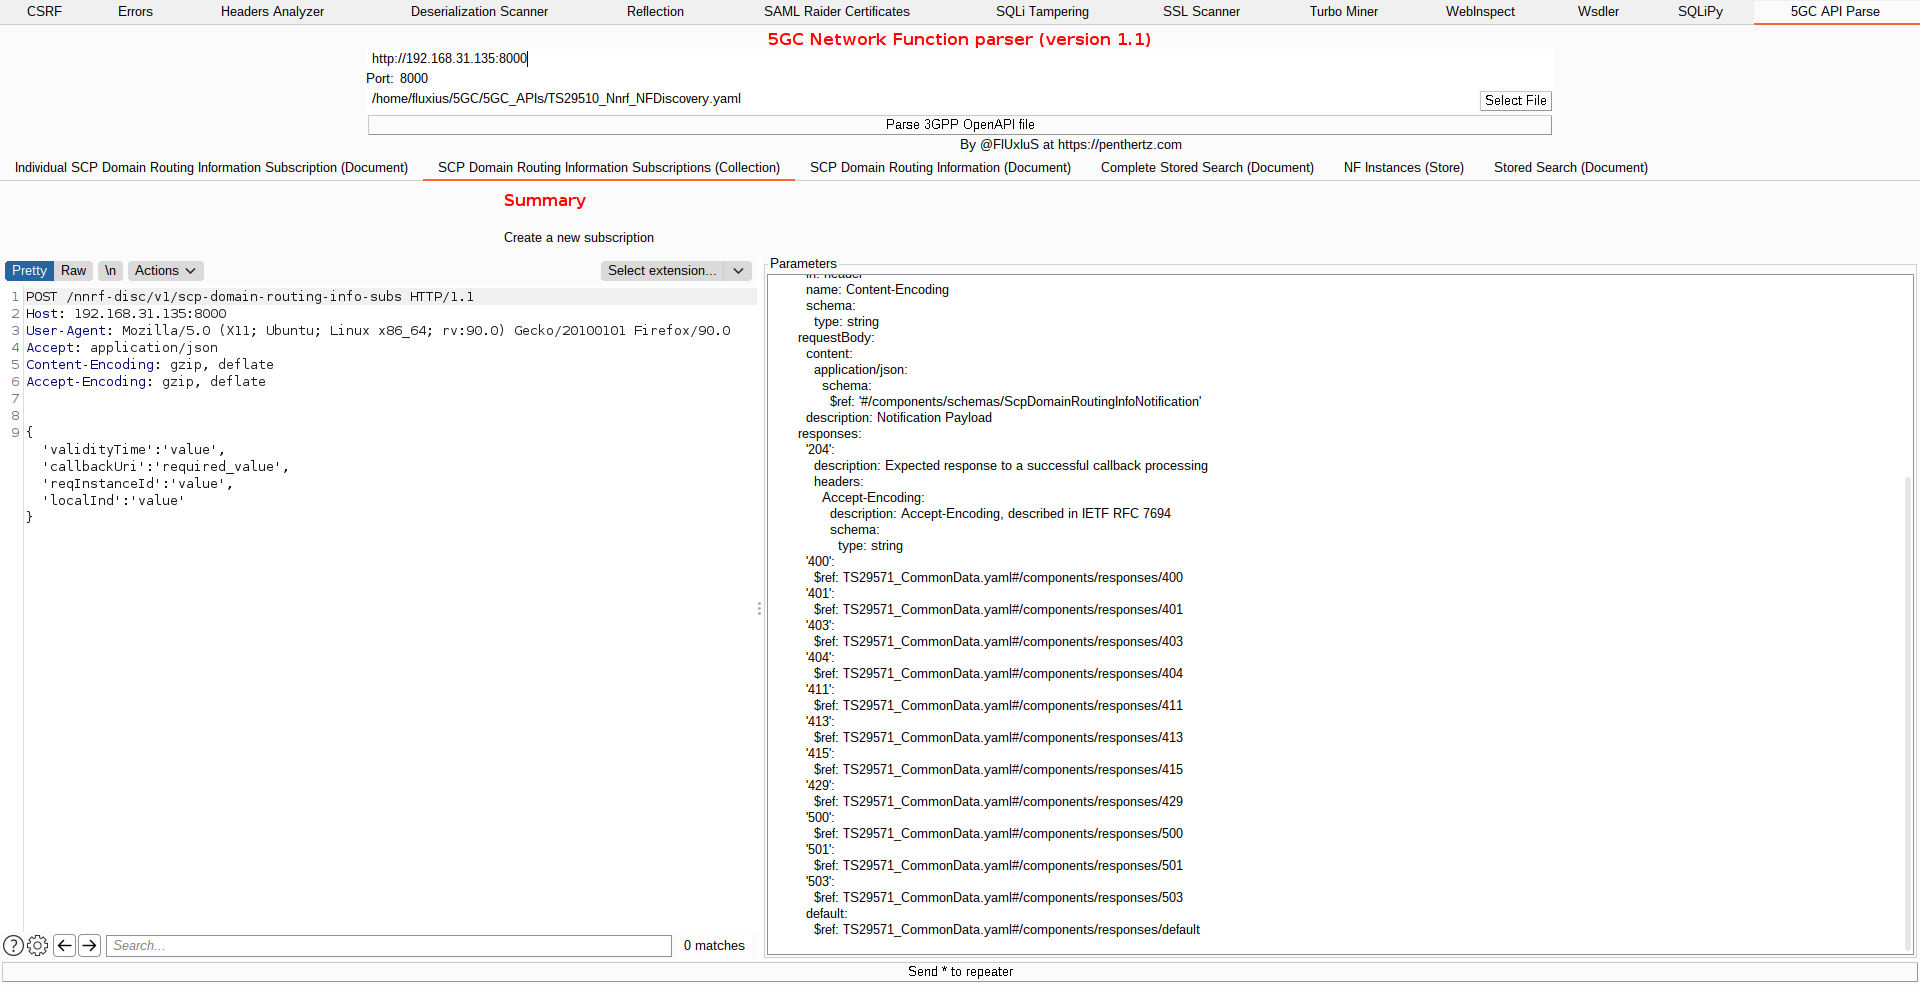 CSRF Errors Headers Analyzer Deserialization Scanner Reflection SAML Raider Certificates SQLi Tampering SSL Scanner Turbo Miner WebInspect Wsdler SQLiPy 5GC API Parse
5GC Network Function parser (version 1.1)
http://192.168.31.135:8000
Port: 8000
/home/fluxius/5GC/5GC_APIs/TS29510_Nnrf_NFDiscovery.yaml Select File
Parse 3GPP OpenAPI file
By @FlUxIuS at https://penthertz.com
Individual SCP Domain Routing Information Subscription (Document) SCP Domain Routing Information Subscriptions (Collection) SCP Domain Routing Information (Document) Complete Stored Search (Document) NF Instances (Store) Stored Search (Document)
Summary
Create a new subscription
Pretty Raw \n Actions Select extension...
1 POST /nnrf-disc/v1/scp-domain-routing-info-subs HTTP/1.1
2 Host: 192.168.31.135:8000
3 User-Agent: Mozilla/5.0 (X11; Ubuntu; Linux x86_64; rv:90.0) Gecko/20100101 Firefox/90.0
4 Accept: application/json
5 Content-Encoding: gzip, deflate
6 Accept-Encoding: gzip, deflate
7
8
9 {
'validityTime':'value',
'callbackUri':'required_value',
'reqInstanceId':'value',
'localInd':'value'
}
? Search... 0 matches
Parameters
in: header
name: Content-Encoding
schema:
type: string
requestBody:
content:
application/json:
schema:
$ref: '#/components/schemas/ScpDomainRoutingInfoNotification'
description: Notification Payload
responses:
'204':
description: Expected response to a successful callback processing
headers:
Accept-Encoding:
description: Accept-Encoding, described in IETF RFC 7694
schema:
type: string
'400':
$ref: TS29571_CommonData.yaml#/components/responses/400
'401':
$ref: TS29571_CommonData.yaml#/components/responses/401
'403':
$ref: TS29571_CommonData.yaml#/components/responses/403
'404':
$ref: TS29571_CommonData.yaml#/components/responses/404
'411':
$ref: TS29571_CommonData.yaml#/components/responses/411
'413':
$ref: TS29571_CommonData.yaml#/components/responses/413
'415':
$ref: TS29571_CommonData.yaml#/components/responses/415
'429':
$ref: TS29571_CommonData.yaml#/components/responses/429
'500':
$ref: TS29571_CommonData.yaml#/components/responses/500
'501':
$ref: TS29571_CommonData.yaml#/components/responses/501
'503':
$ref: TS29571_CommonData.yaml#/components/responses/503
default:
$ref: TS29571_CommonData.yaml#/components/responses/default
Send * to repeater